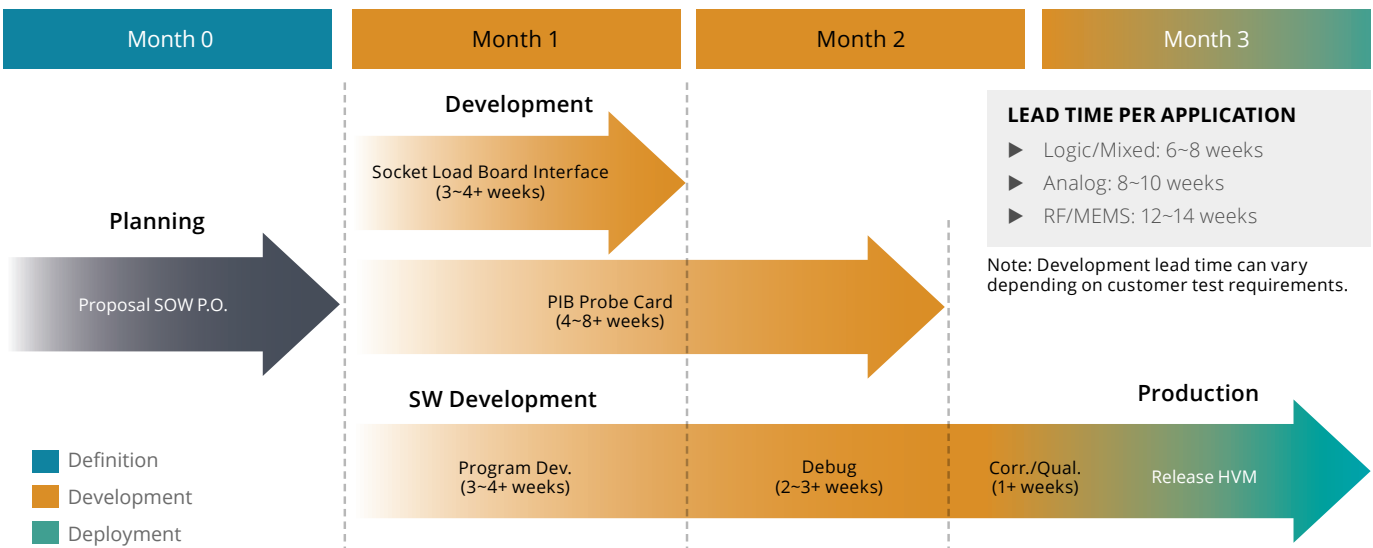 Month 0
Month 1
Month 2
Month 3
Development
Socket Load Board Interface
(3~4+ weeks)
LEAD TIME PER APPLICATION
▶ Logic/Mixed: 6~8 weeks
▶ Analog: 8~10 weeks
▶ RF/MEMS: 12~14 weeks
Note: Development lead time can vary
depending on customer test requirements.
Planning
Proposal SOW P.O.
PIB Probe Card
(4~8+ weeks)
SW Development
Production
Program Dev.
(3~4+ weeks)
Debug
(2~3+ weeks)
Corr./Qual.
(1+ weeks)
Release HVM
Definition
Development
Deployment